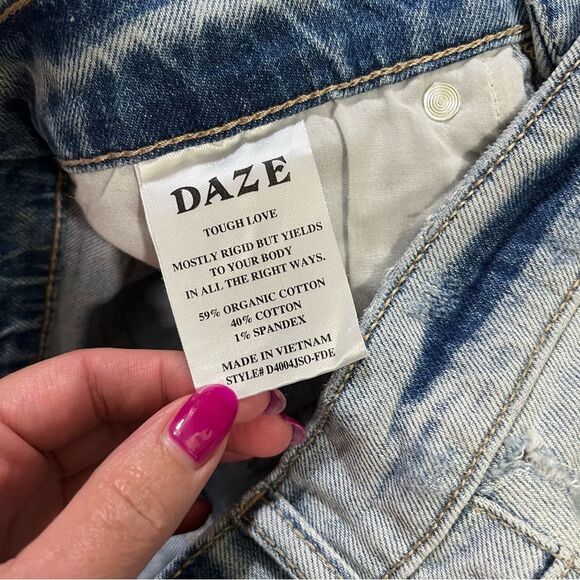 DAZE
TOUGH LOVE
MOSTLY RIGID BUT YIELDS
TO YOUR BODY
IN ALL THE RIGHT WAYS.
59% ORGANIC COTTON
40% COTTON
1% SPANDEX
MADE IN VIETNAM
STYLE# D4004JSO-FDE